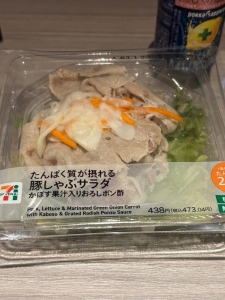 たんぱく質が摂れる
豚しゃぶサラダ
かぼす果汁入りおろしポン酢
438円(税込473.04円)
Pork, Lettuce & Marinated Green Onion Carrot
with Kabosu & Grated Radish Ponzu Sauce